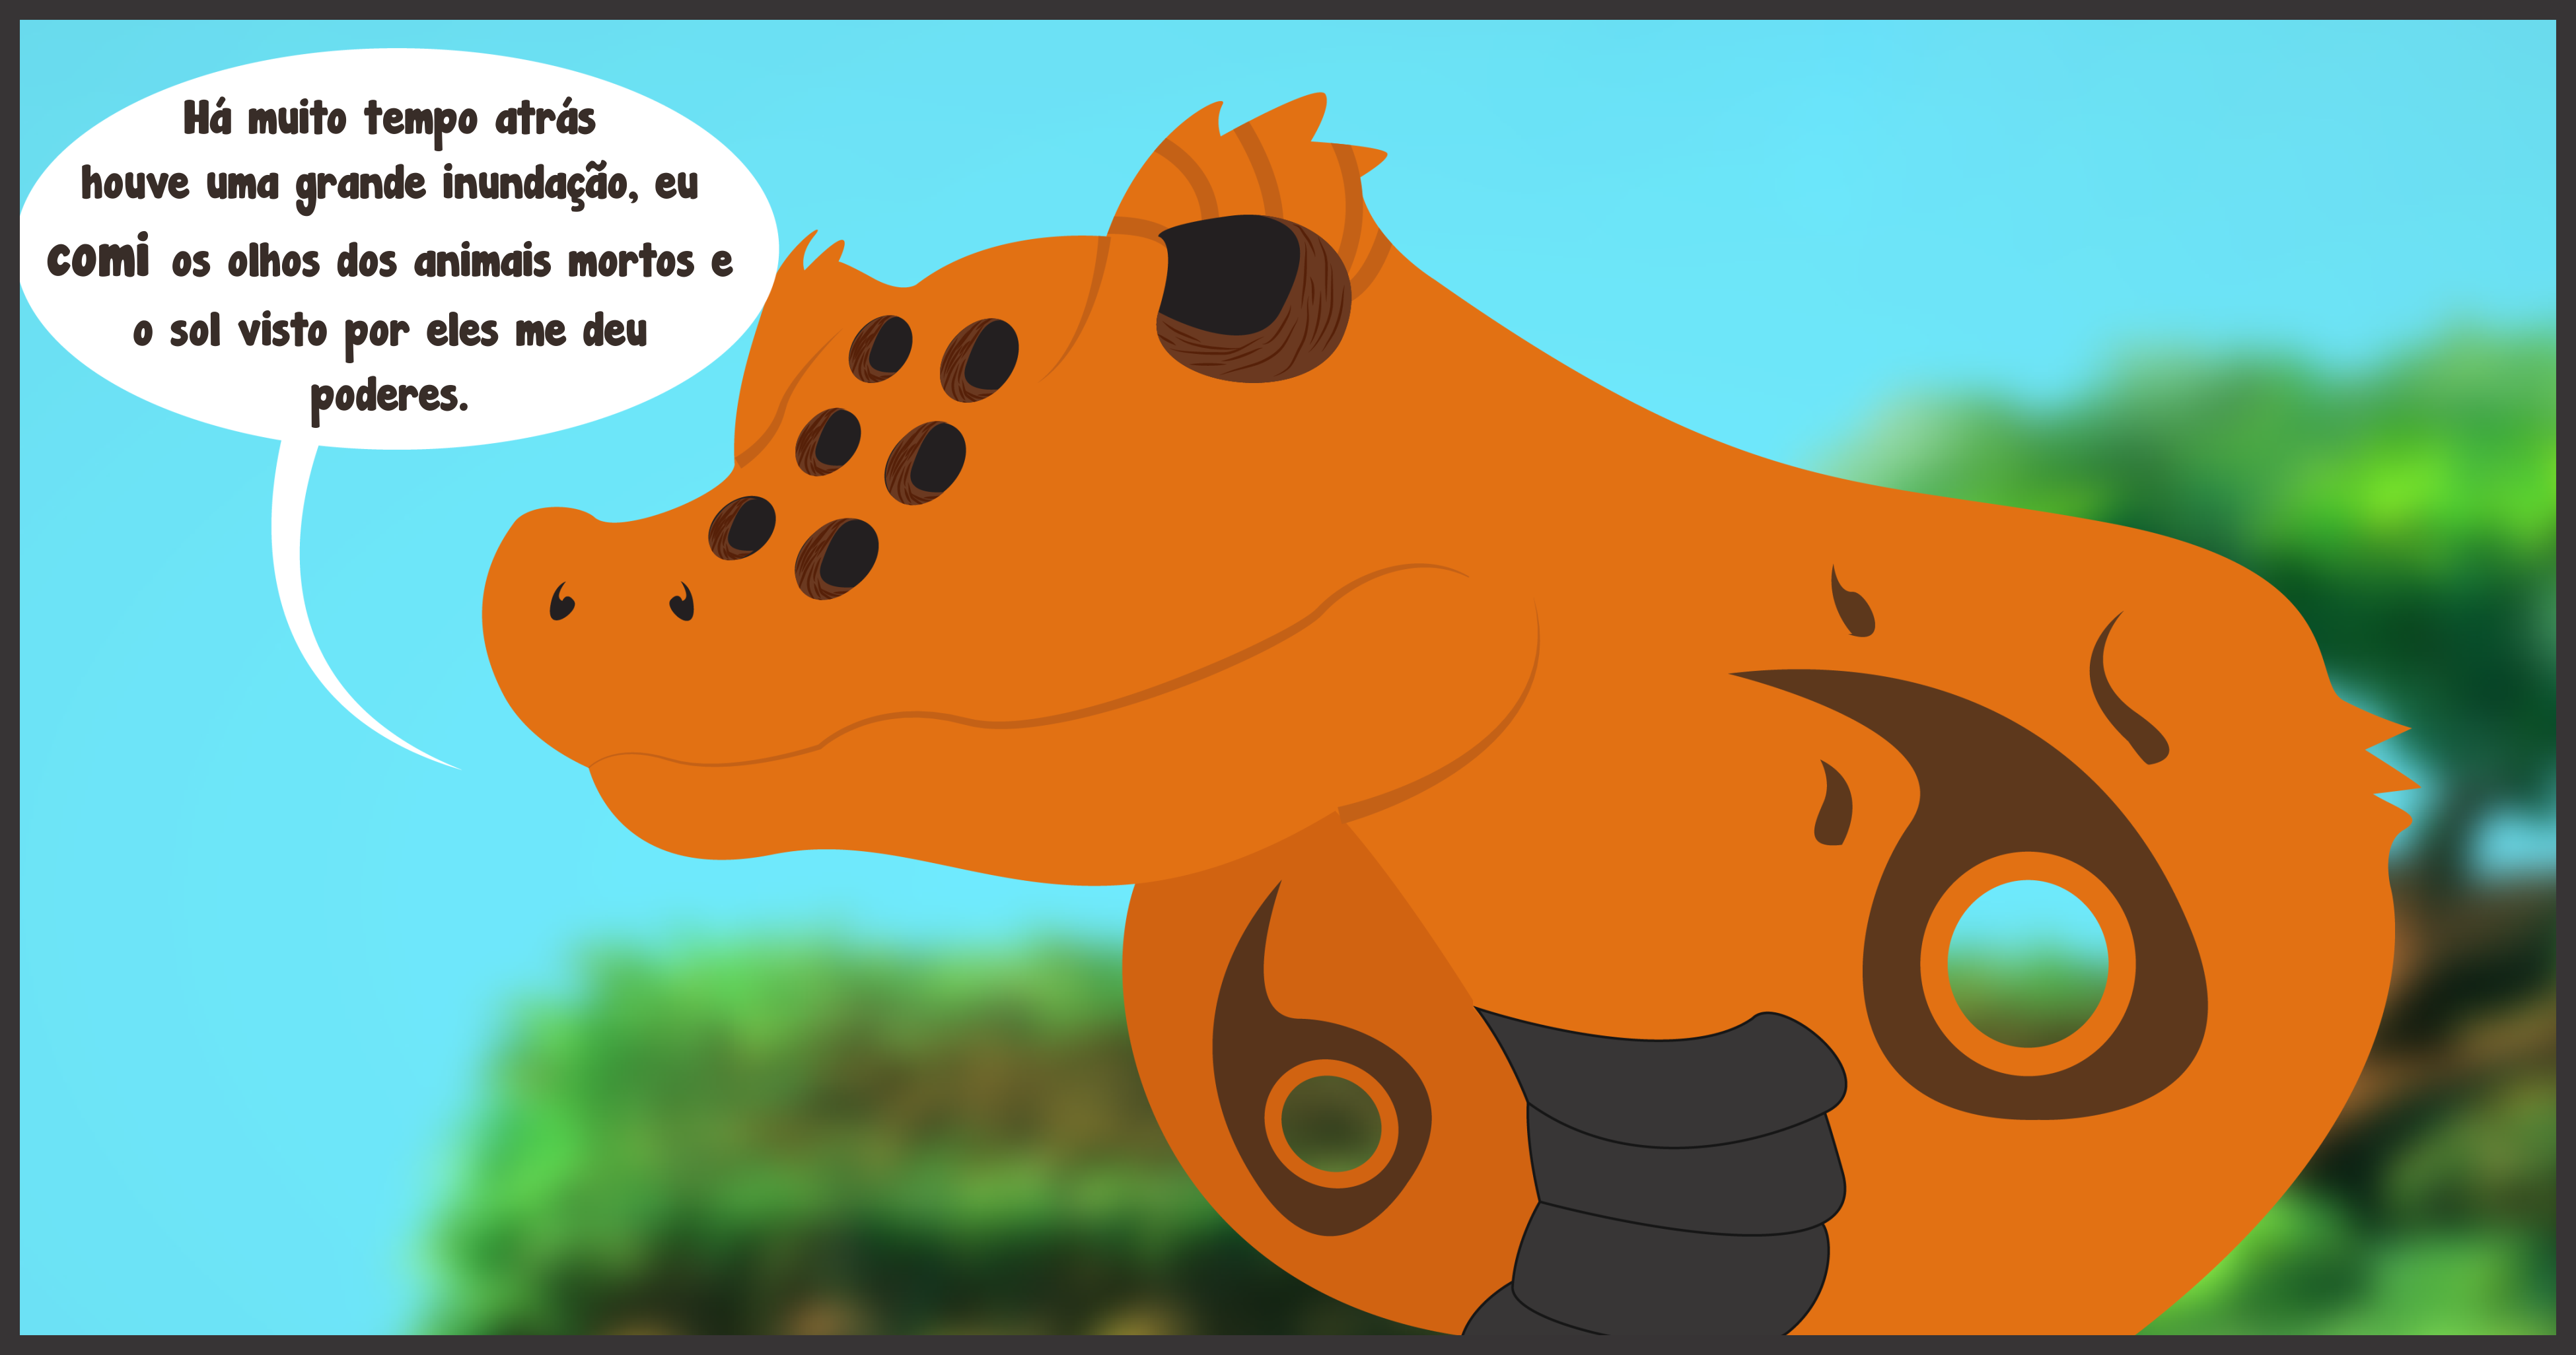 Há muito tempo atrás
houve uma grande inundação, eu
comi os olhos dos animais mortos e
o sol visto por eles me deu
poderes.